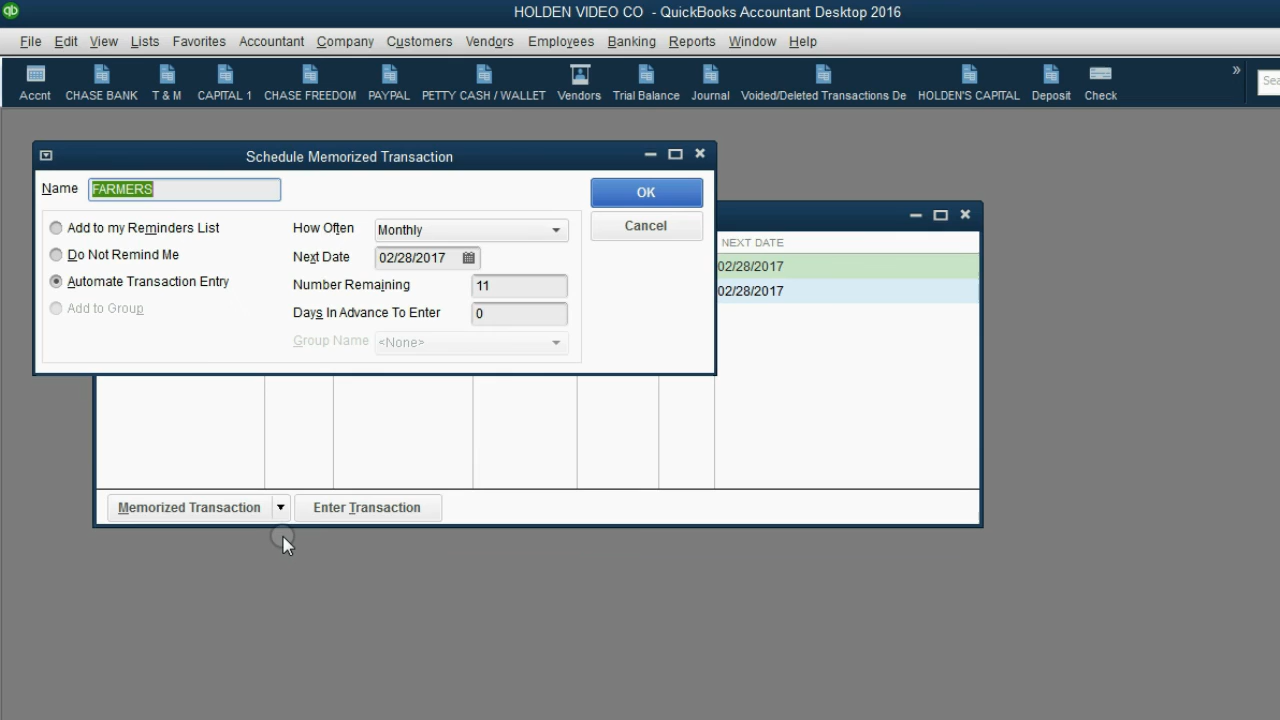 qb
HOLDEN VIDEO CO - QuickBooks Accountant Desktop 2016
File Edit View Lists Favorites Accountant Company Customers Vendors Employees Banking Reports Window Help
Accnt CHASE BANK T & M CAPITAL 1 CHASE FREEDOM PAYPAL PETTY CASH / WALLET Vendors Trial Balance Journal Voided/Deleted Transactions De HOLDEN'S CAPITAL Deposit Check » Sea
Schedule Memorized Transaction
Name FARMERS OK
Add to my Reminders List How Often Monthly Cancel
Do Not Remind Me Next Date 02/28/2017
Automate Transaction Entry Number Remaining 11
Add to Group Days In Advance To Enter 0
Group Name <None>
NEXT DATE
02/28/2017
02/28/2017
Memorized Transaction Enter Transaction